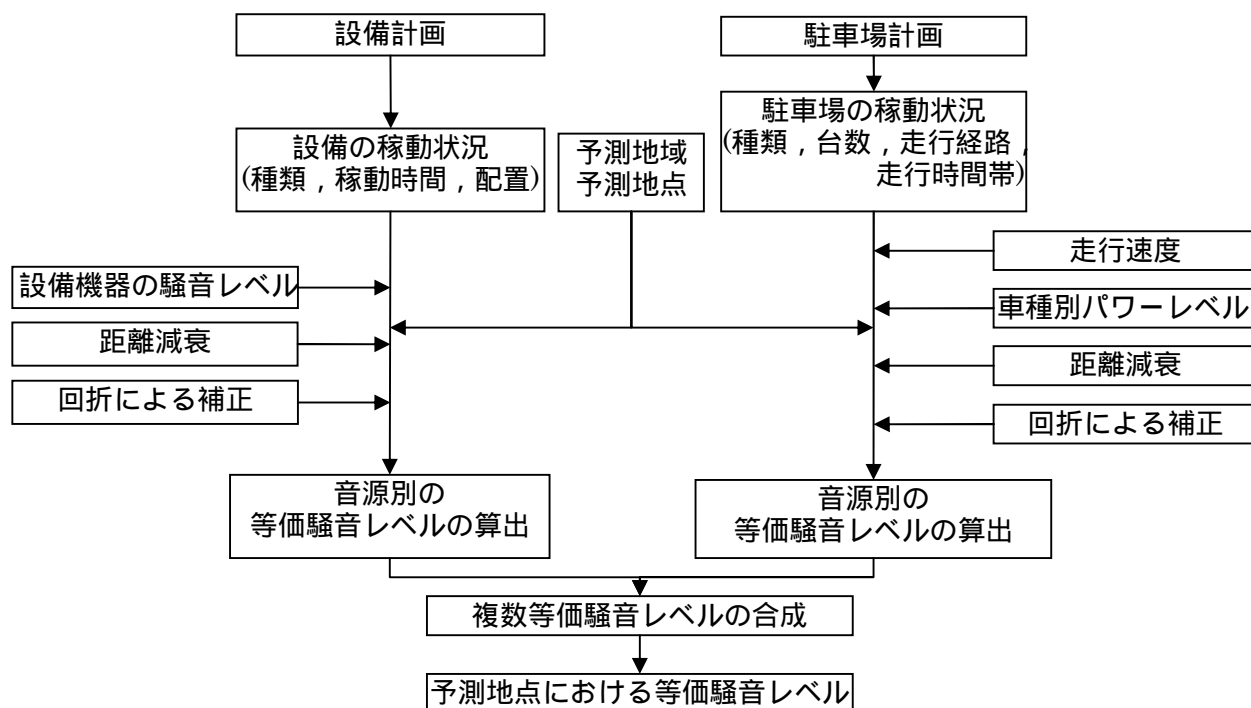 設備計画
駐車場計画
設備の稼動状況
(種類，稼動時間，配置)
予測地域
予測地点
駐車場の稼動状況
(種類，台数，走行経路，
走行時間帯)
設備機器の騒音レベル
距離減衰
回折による補正
走行速度
車種別パワーレベル
距離減衰
回折による補正
音源別の
等価騒音レベルの算出
音源別の
等価騒音レベルの算出
複数等価騒音レベルの合成
予測地点における等価騒音レベル